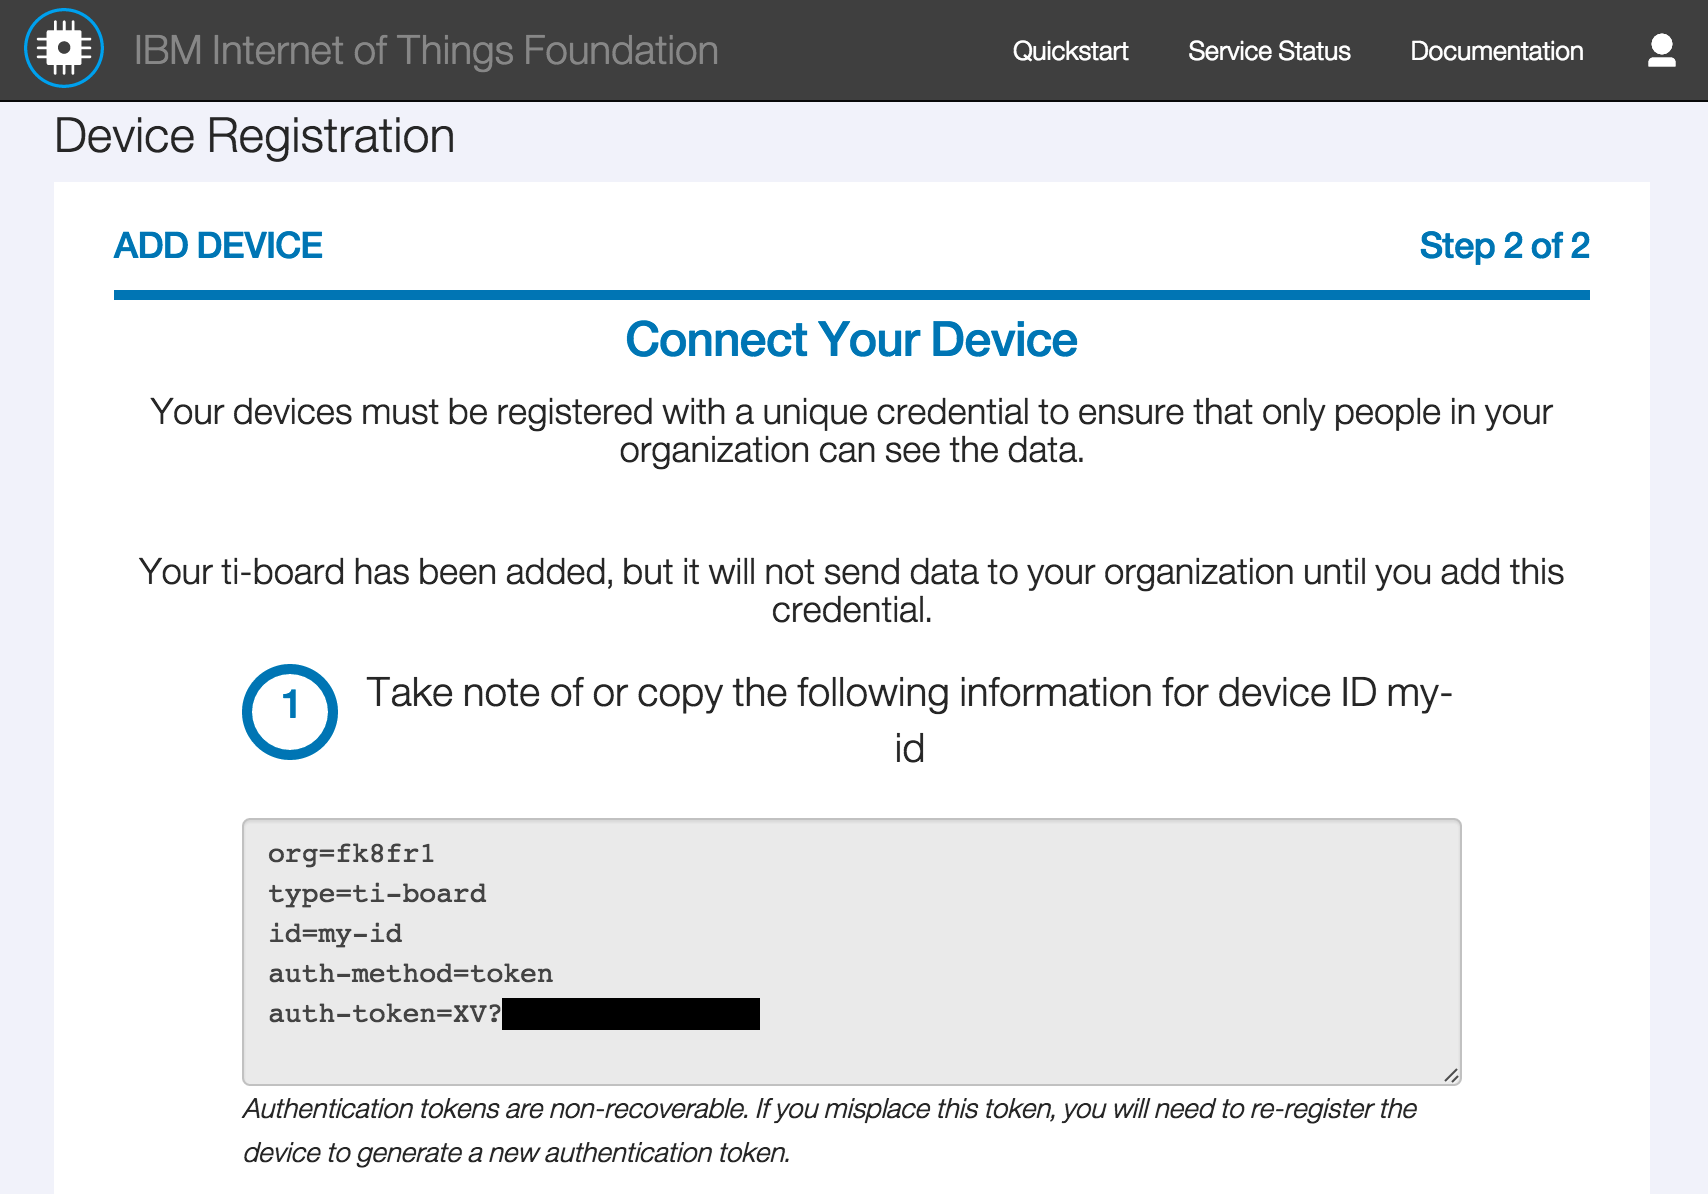 IBM Internet of Things Foundation
Quickstart
Service Status
Documentation
Device Registration
ADD DEVICE
Step 2 of 2
Connect Your Device
Your devices must be registered with a unique credential to ensure that only people in your
organization can see the data.
Your ti-board has been added, but it will not send data to your organization until you add this
credential.
1
Take note of or copy the following information for device ID my-
id
org=fk8fr1
type=ti-board
id=my-id
auth-method=token
auth-token=XV?
Authentication tokens are non-recoverable. If you misplace this token, you will need to re-register the
device to generate a new authentication token.